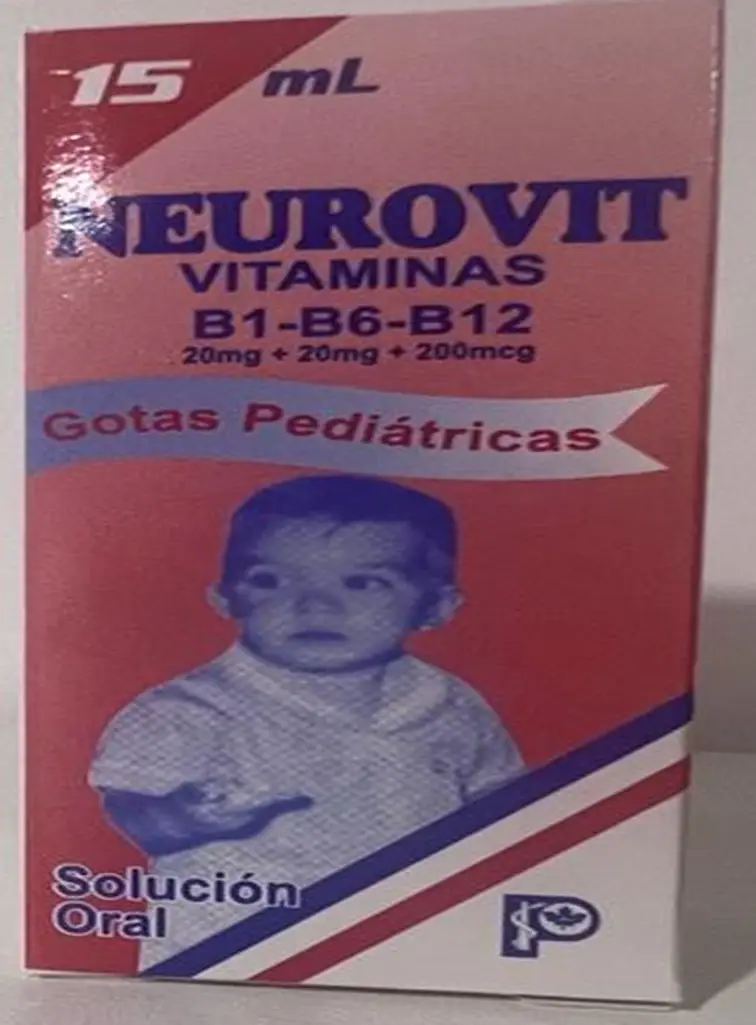 15 mL
NEUROVIT
VITAMINAS
B1-B6-B12
20mg + 20mg + 200mcg
Gotas Pediátricas
Solución
Oral